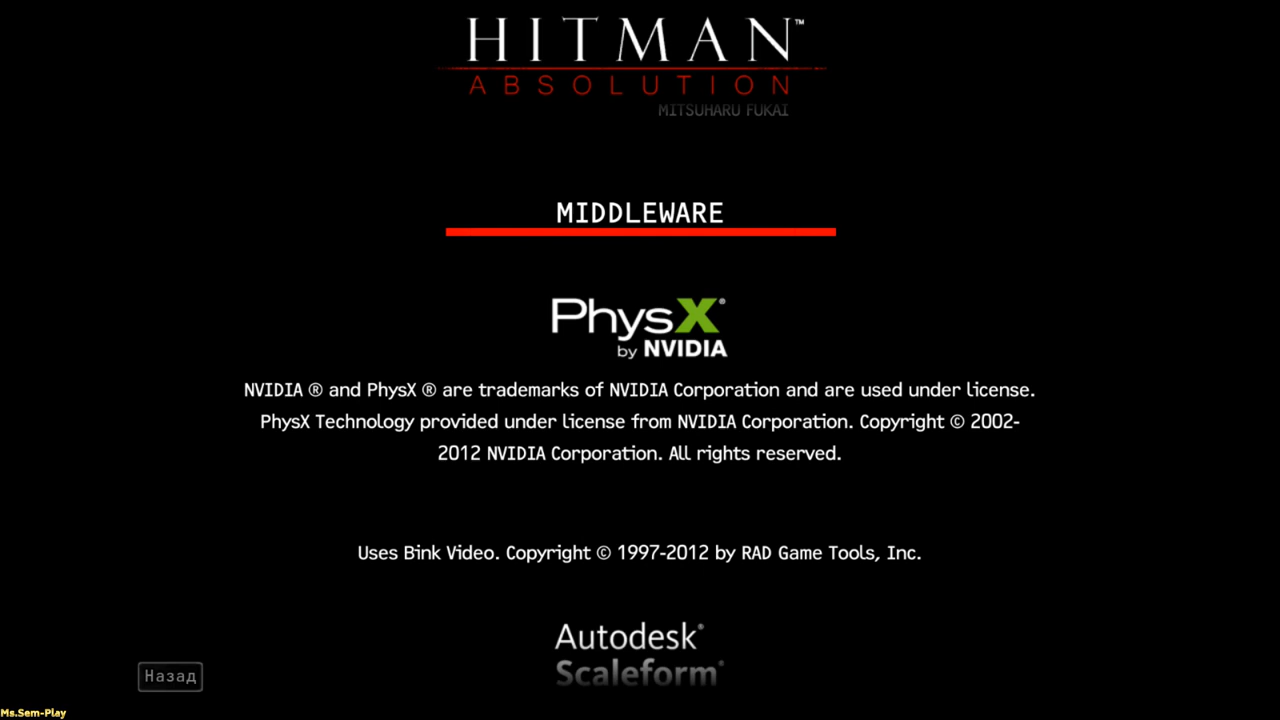 HITMAN™
ABSOLUTION
MITSUHARU FUKAI
MIDDLEWARE
PhysX®
by NVIDIA
NVIDIA ® and PhysX ® are trademarks of NVIDIA Corporation and are used under license.
PhysX Technology provided under license from NVIDIA Corporation. Copyright © 2002-
2012 NVIDIA Corporation. All rights reserved.
Uses Bink Video. Copyright © 1997-2012 by RAD Game Tools, Inc.
Autodesk®
Scaleform®
Назад
Ms.Sem-Play